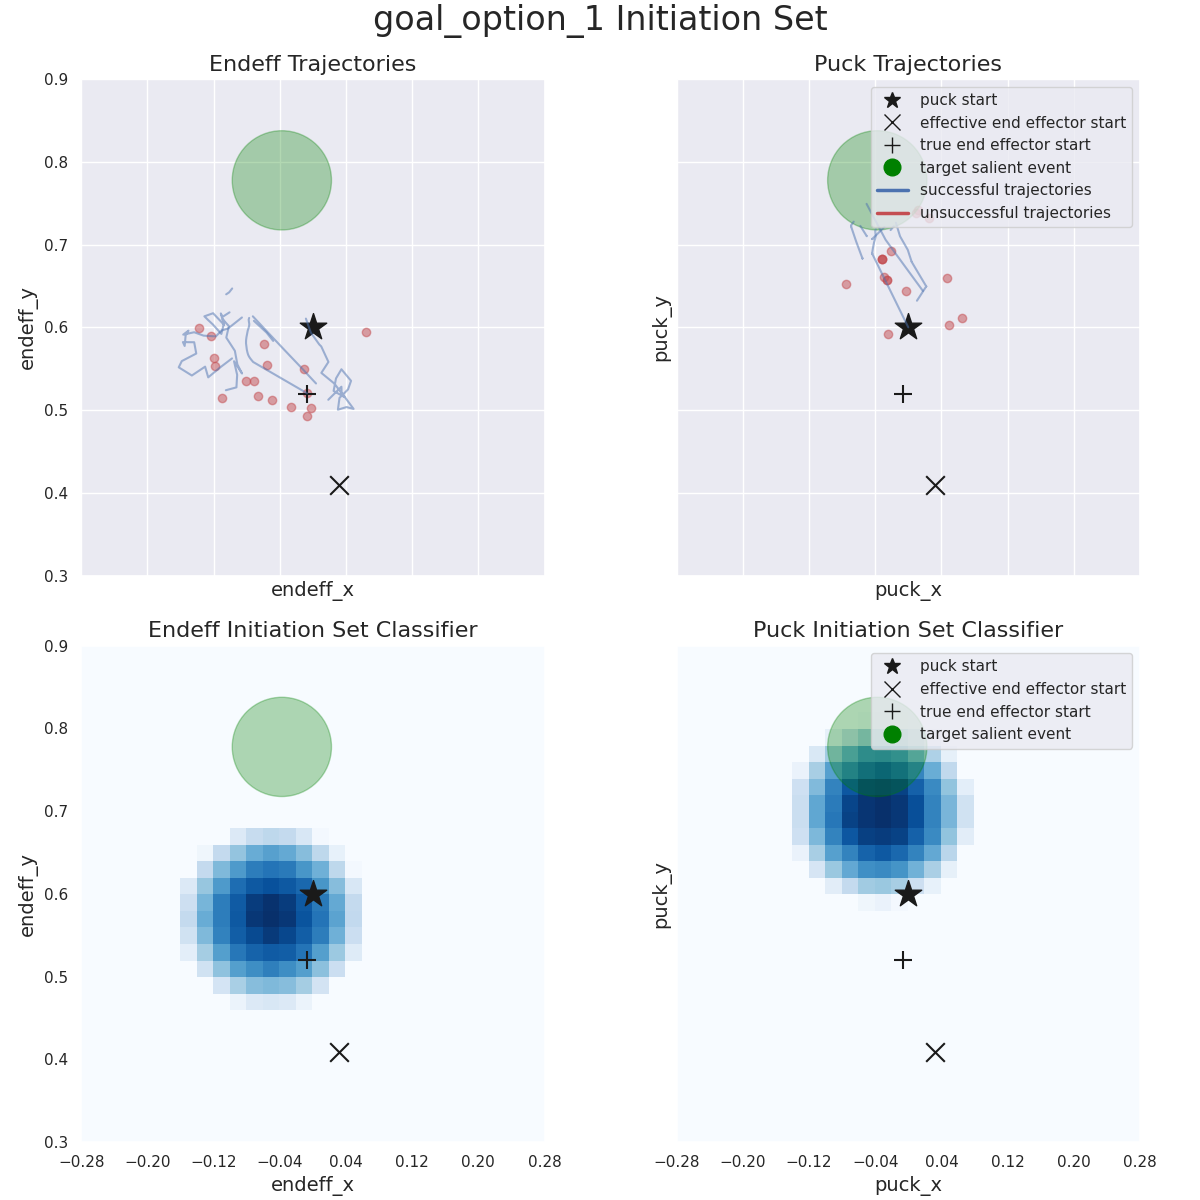 goal_option_1 Initiation Set
Endeff Trajectories
0.9
0.8
0.7
0.6
0.5
0.4
0.3
endeff_y
endeff_x
Puck Trajectories
puck start
effective end effector start
true end effector start
target salient event
successful trajectories
unsuccessful trajectories
puck_y
puck_x
Endeff Initiation Set Classifier
0.9
0.8
0.7
0.6
0.5
0.4
0.3
endeff_y
−0.28 −0.20 −0.12 −0.04 0.04 0.12 0.20 0.28
endeff_x
Puck Initiation Set Classifier
puck start
effective end effector start
true end effector start
target salient event
puck_y
−0.28 −0.20 −0.12 −0.04 0.04 0.12 0.20 0.28
puck_x